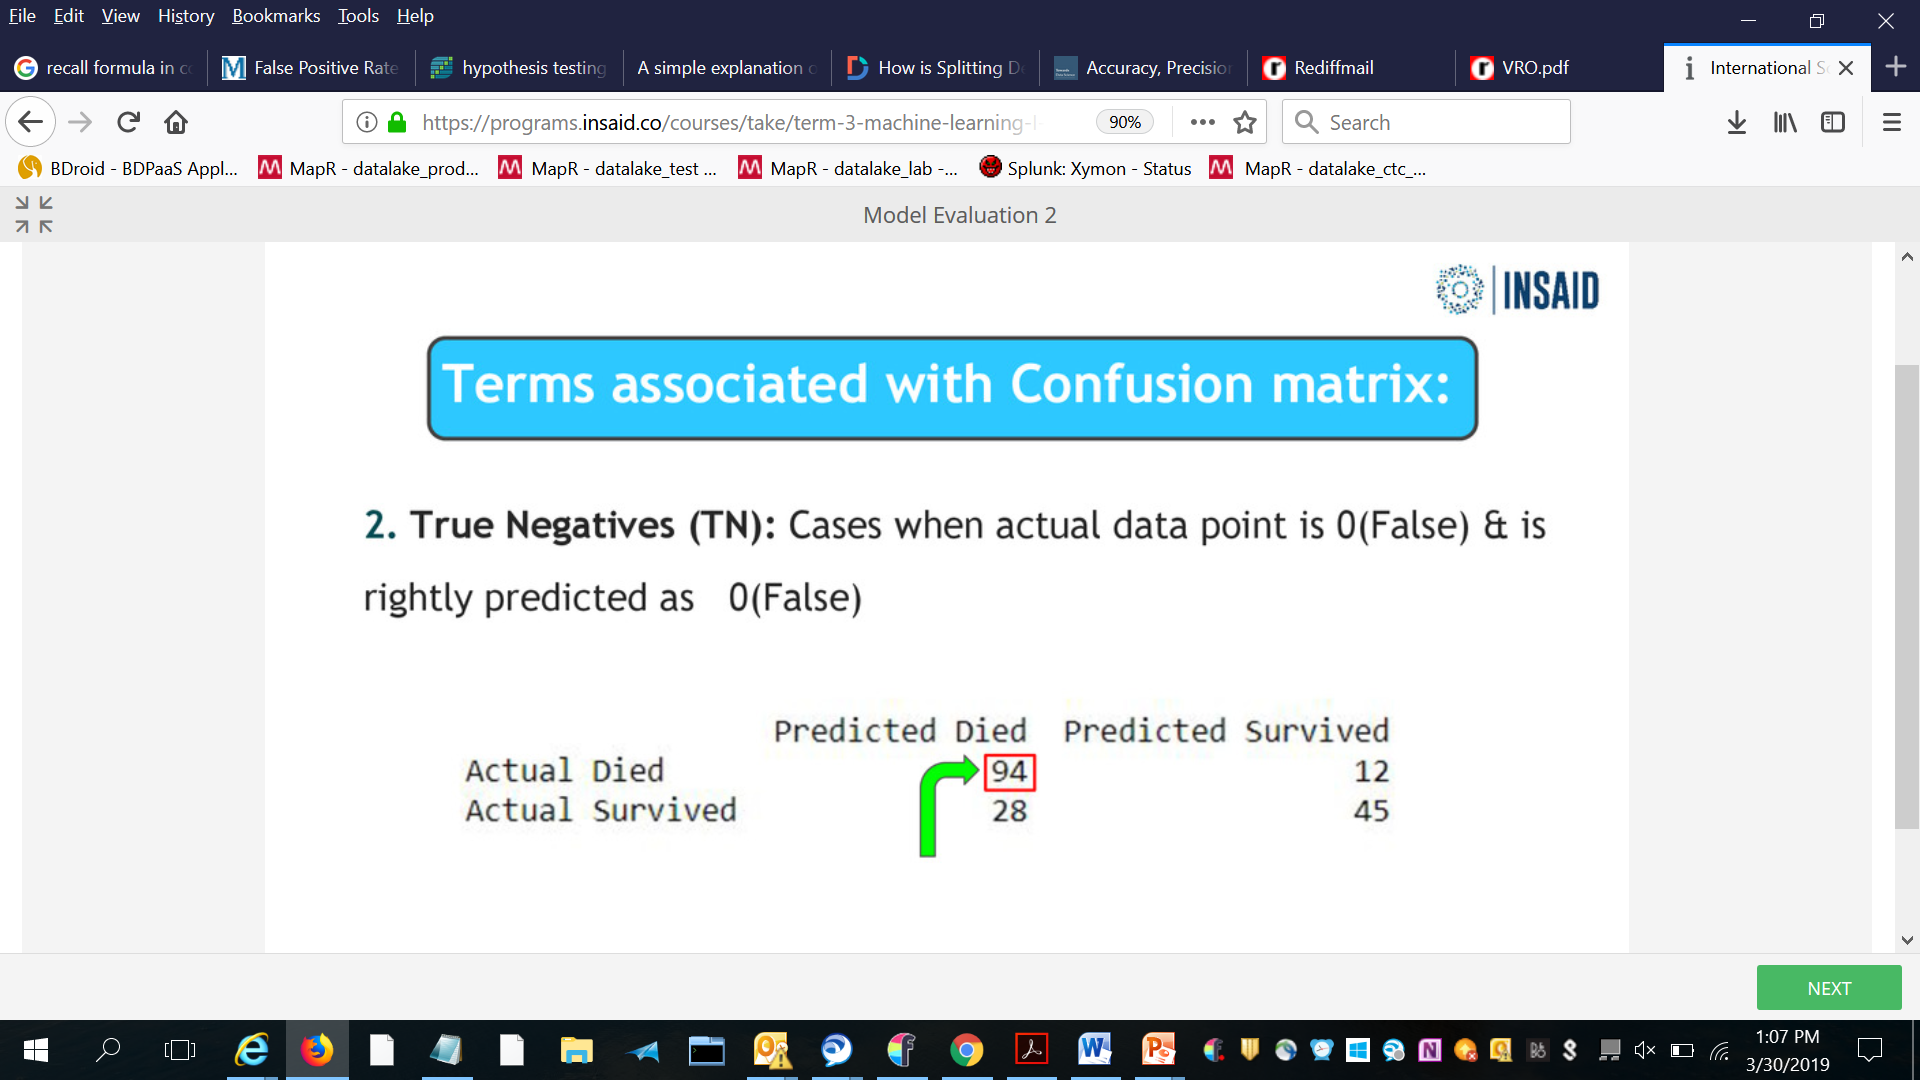 File Edit View History Bookmarks Tools Help
recall formula in c False Positive Rate hypothesis testing A simple explanation How is Splitting D Accuracy, Precision Rediffmail VRO.pdf International S
https://programs.insaid.co/courses/take/term-3-machine-learning- 90% Search
BDroid - BDPaaS Appl... MapR - datalake_prod... MapR - datalake_test ... MapR - datalake_lab -... Splunk: Xymon - Status MapR - datalake_ctc_...
Model Evaluation 2
INSAID
Terms associated with Confusion matrix:
2. True Negatives (TN): Cases when actual data point is 0(False) & is
rightly predicted as 0(False)
Predicted Died Predicted Survived
Actual Died 94 12
Actual Survived 28 45
NEXT
1:07 PM
3/30/2019